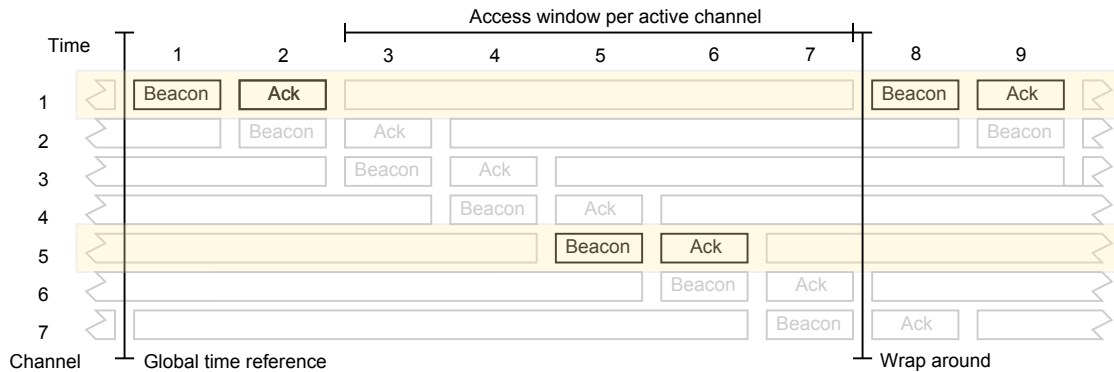 Access window per active channel
Time 1 2 3 4 5 6 7 8 9
1 Beacon Ack Beacon Ack
2 Beacon Ack Beacon
3 Beacon Ack
4 Beacon Ack
5 Beacon Ack
6 Beacon Ack
7 Beacon Ack
Channel Global time reference Wrap around